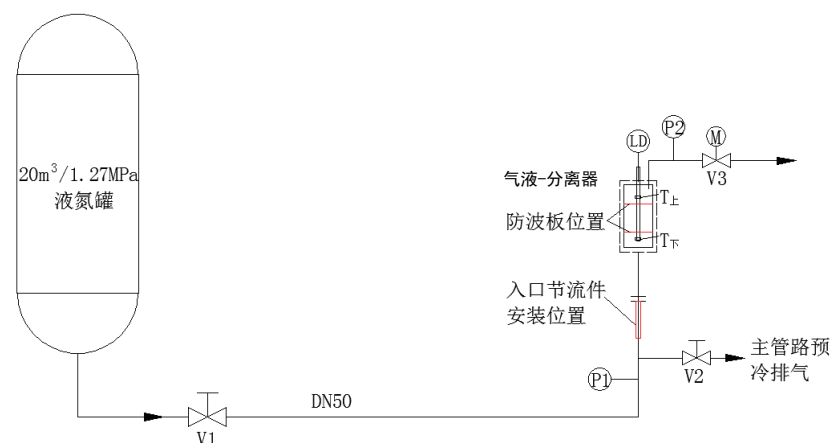 20m³/1.27MPa
液氮罐
LD
P2
M
V3
气液-分离器
T上
防波板位置
T下
入口节流件
安装位置
P1
V2
主管路预
冷排气
DN50
V1